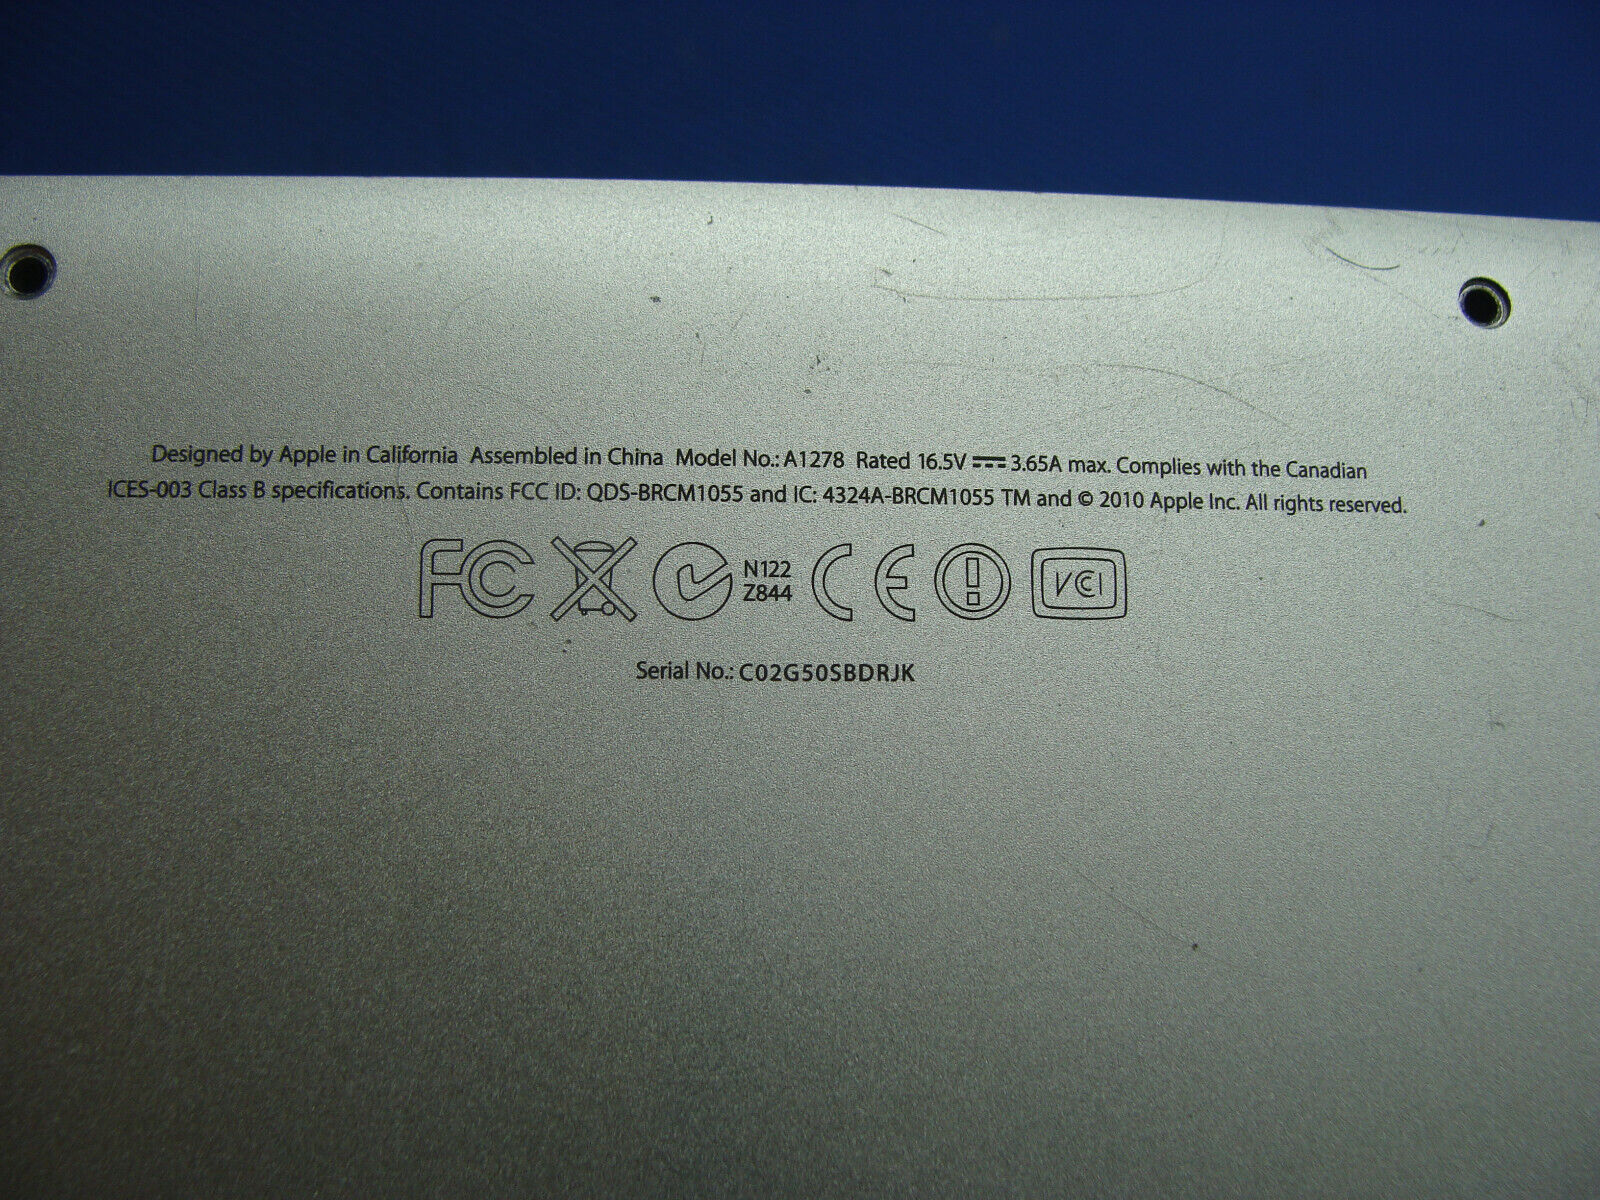 Designed by Apple in California Assembled in China Model No.: A1278 Rated 16.5V ⎓ 3.65A max. Complies with the Canadian
ICES-003 Class B specifications. Contains FCC ID: QDS-BRCM1055 and IC: 4324A-BRCM1055 TM and © 2010 Apple Inc. All rights reserved.
FC N122 CE ! VCI
Z844
Serial No.: C02G50SBDRJK